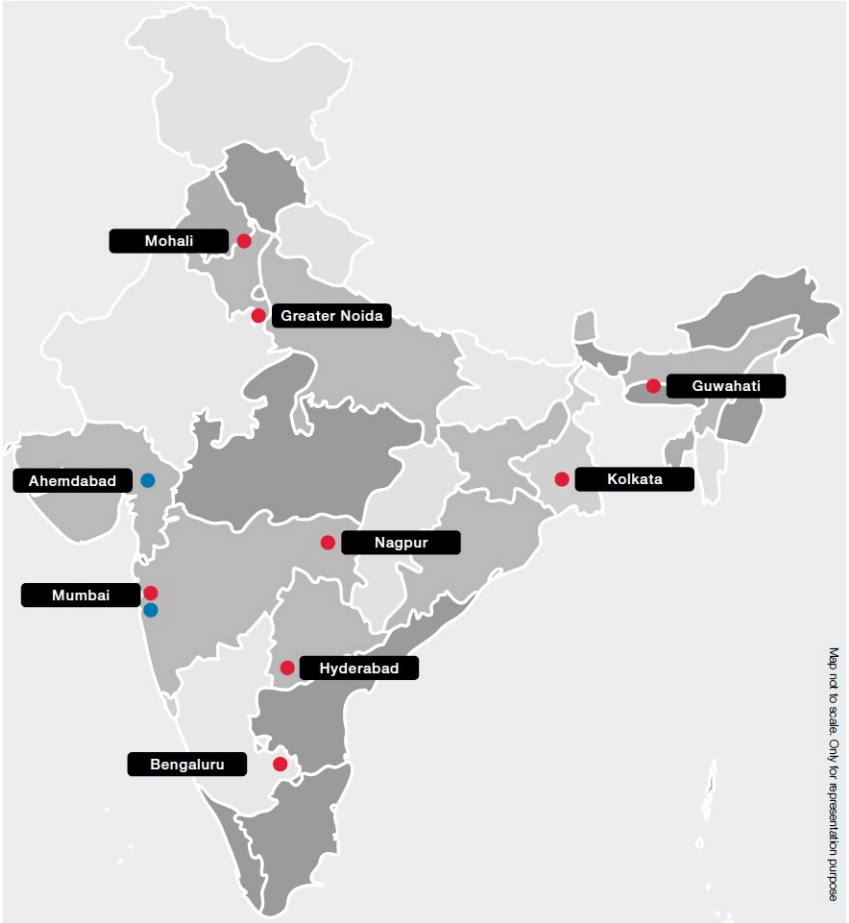 Mohali
Greater Noida
Guwahati
Ahemdabad
Kolkata
Nagpur
Mumbai
Hyderabad
Bengaluru
Map not to scale. Only for representation purpose